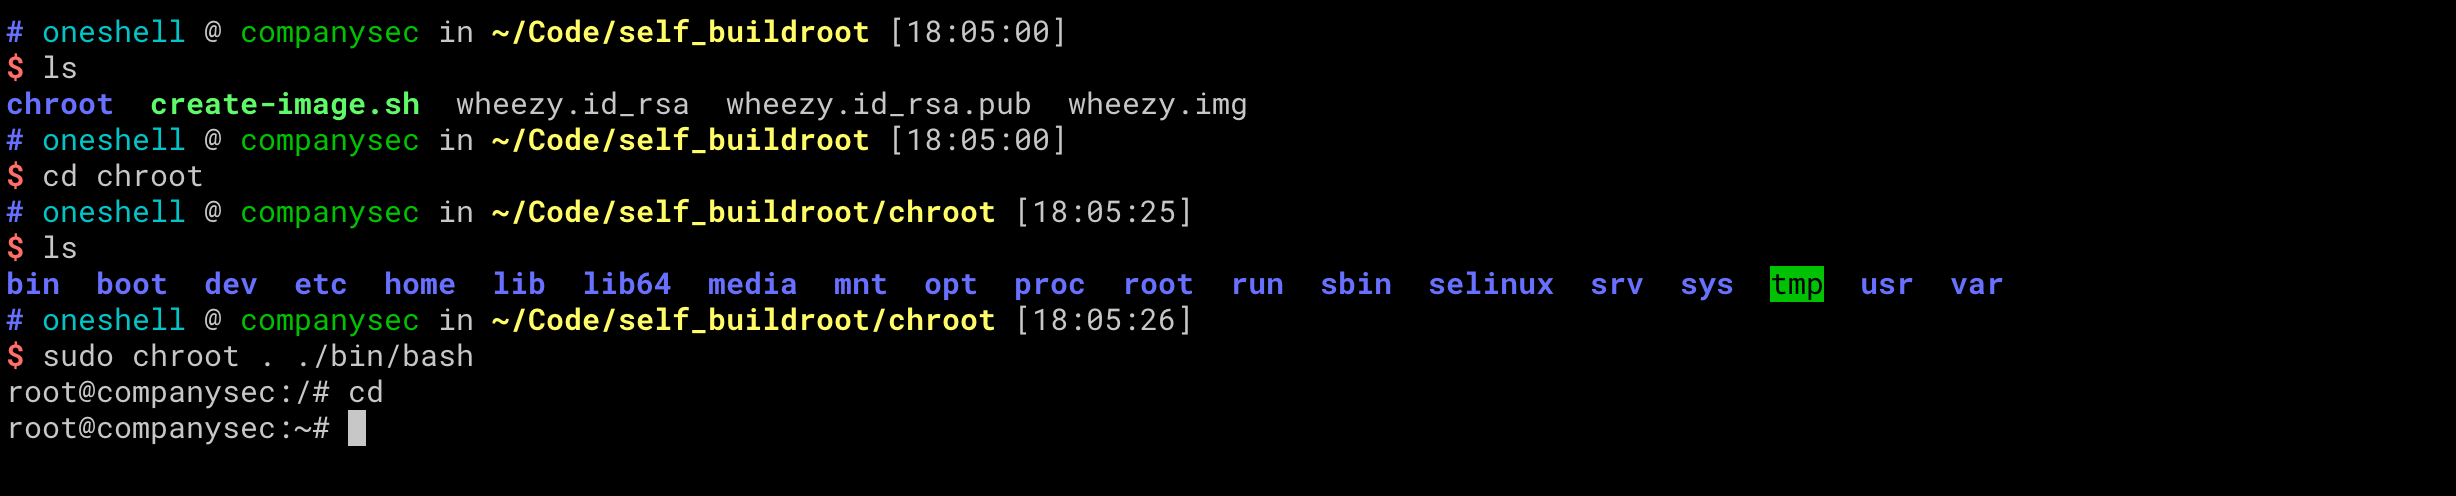 # oneshell @ companysec in ~/Code/self_buildroot [18:05:00]
$ ls
chroot  create-image.sh  wheezy.id_rsa  wheezy.id_rsa.pub  wheezy.img
# oneshell @ companysec in ~/Code/self_buildroot [18:05:00]
$ cd chroot
# oneshell @ companysec in ~/Code/self_buildroot/chroot [18:05:25]
$ ls
bin  boot  dev  etc  home  lib  lib64  media  mnt  opt  proc  root  run  sbin  selinux  srv  sys  tmp  usr  var
# oneshell @ companysec in ~/Code/self_buildroot/chroot [18:05:26]
$ sudo chroot . ./bin/bash
root@companysec:/# cd
root@companysec:~#